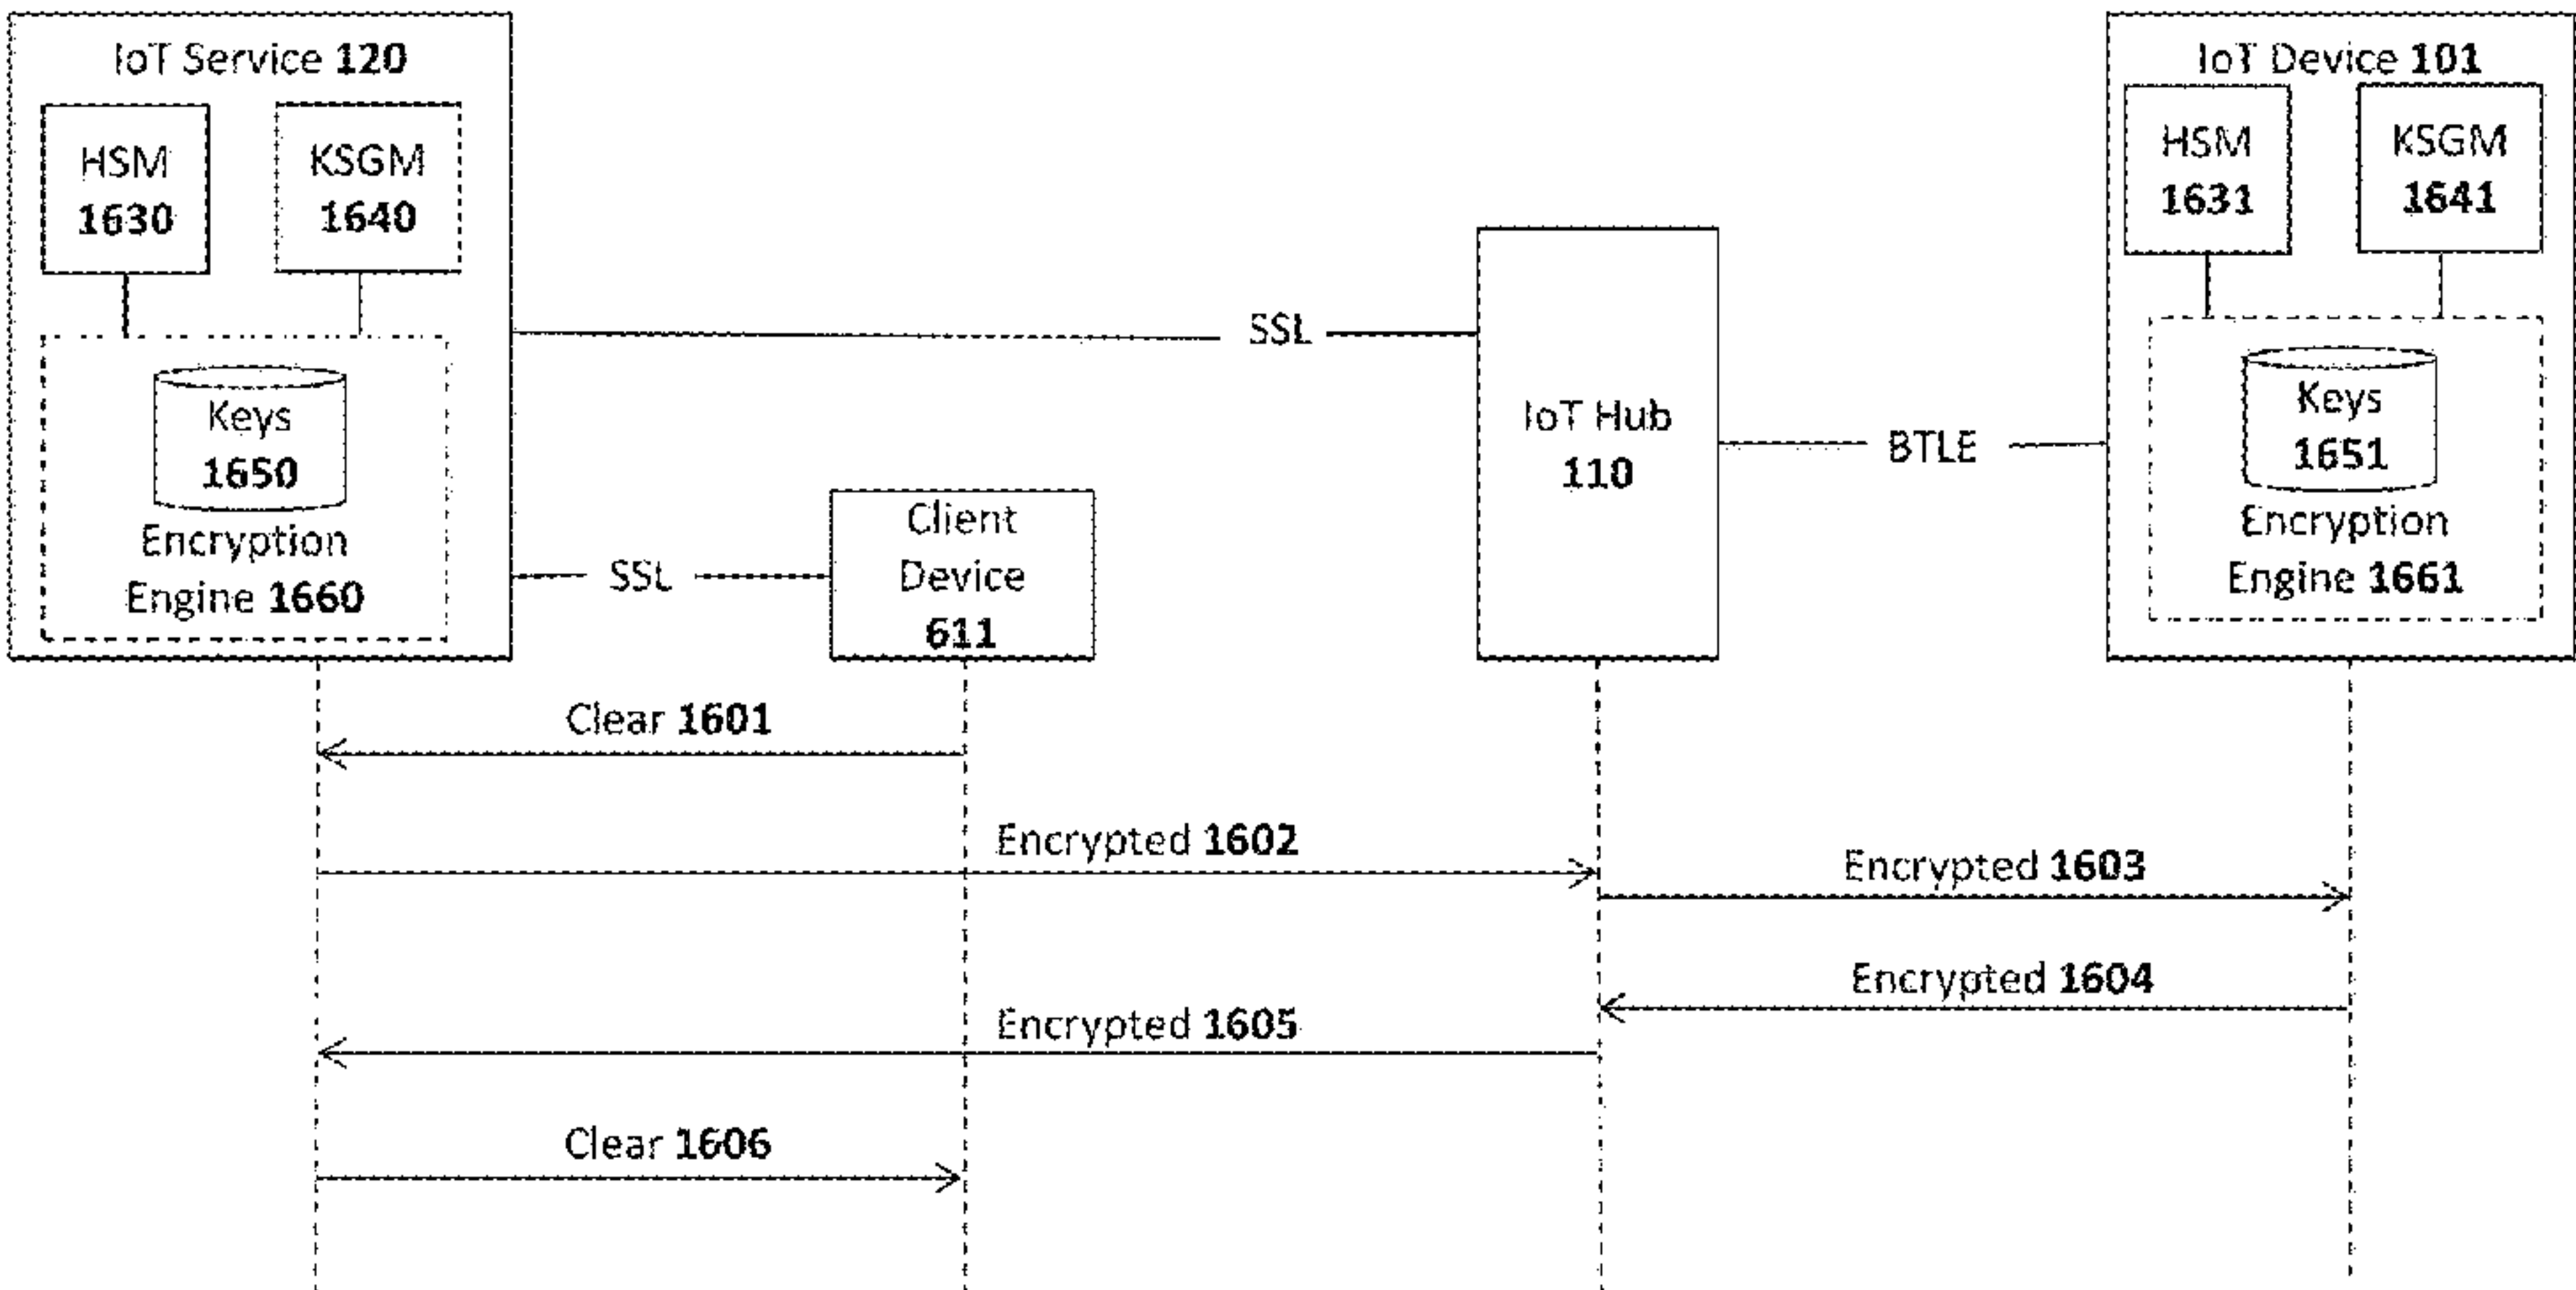 IoT Service 120
HSM
1630
KSGM
1640
Keys
1650
Encryption
Engine 1660
SSL
SSL
Client
Device
611
IoT Hub
110
BTLE
IoT Device 101
HSM
1631
KSGM
1641
Keys
1651
Encryption
Engine 1661
Clear 1601
Encrypted 1602
Encrypted 1603
Encrypted 1604
Encrypted 1605
Clear 1606